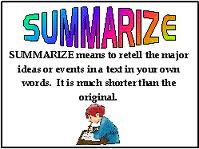 SUMMARIZE
SUMMARIZE means to retell the major
ideas or events in a text in your own
words. It is much shorter than the
original.